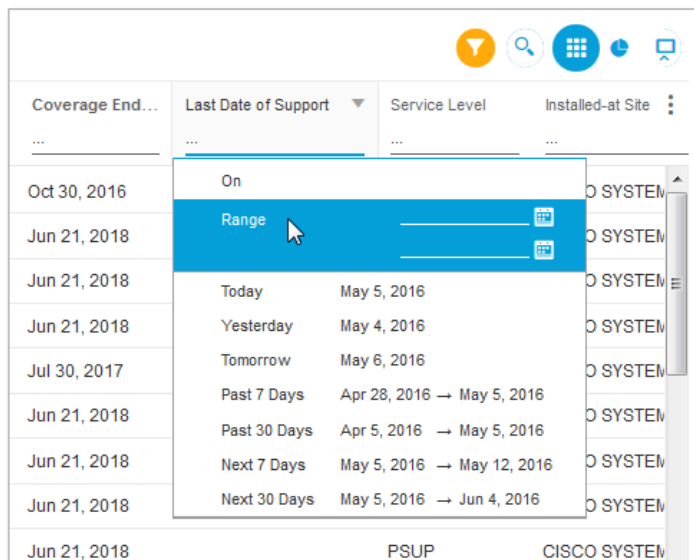 Coverage End... Last Date of Support Service Level Installed-at Site
... ... ... ...
On
Oct 30, 2016 O SYSTEM
Range
Jun 21, 2018 O SYSTEM
Jun 21, 2018 O SYSTEM
Today May 5, 2016
Jun 21, 2018 Yesterday May 4, 2016 O SYSTEM
Tomorrow May 6, 2016
Jul 30, 2017 O SYSTEM
Past 7 Days Apr 28, 2016 → May 5, 2016
Jun 21, 2018 O SYSTEM
Past 30 Days Apr 5, 2016 → May 5, 2016
Jun 21, 2018 Next 7 Days May 5, 2016 → May 12, 2016 O SYSTEM
Jun 21, 2018 Next 30 Days May 5, 2016 → Jun 4, 2016 O SYSTEM
Jun 21, 2018 PSUP CISCO SYSTEM